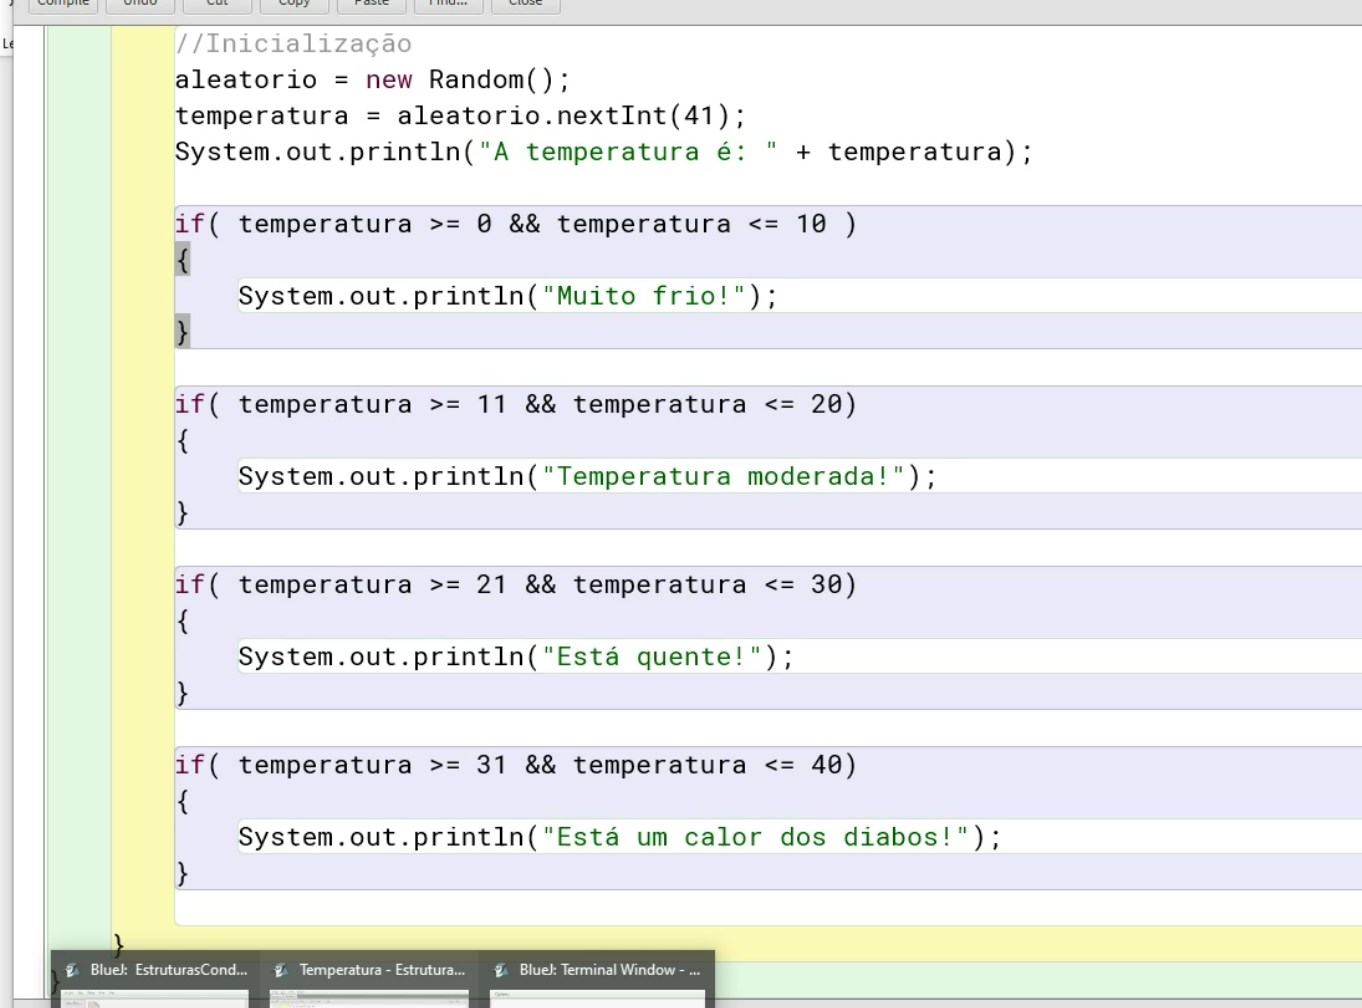 Compile Undo Cut Copy Paste Find... Close
//Inicialização
aleatorio = new Random();
temperatura = aleatorio.nextInt(41);
System.out.println("A temperatura é: " + temperatura);
if( temperatura >= 0 && temperatura <= 10 )
{
System.out.println("Muito frio!");
}
if( temperatura >= 11 && temperatura <= 20)
{
System.out.println("Temperatura moderada!");
}
if( temperatura >= 21 && temperatura <= 30)
{
System.out.println("Está quente!");
}
if( temperatura >= 31 && temperatura <= 40)
{
System.out.println("Está um calor dos diabos!");
}
}
}
BlueJ: EstruturasCond... Temperatura - Estrutura... BlueJ: Terminal Window - ...